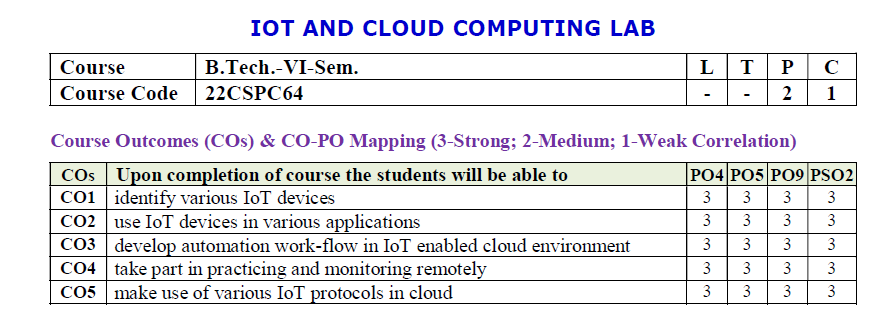 IOT AND CLOUD COMPUTING LAB
Course B.Tech.-VI-Sem. L T P C
Course Code 22CSPC64 - - 2 1
Course Outcomes (COs) & CO-PO Mapping (3-Strong; 2-Medium; 1-Weak Correlation)
COs Upon completion of course the students will be able to PO4 PO5 PO9 PSO2
CO1 identify various IoT devices 3 3 3 3
CO2 use IoT devices in various applications 3 3 3 3
CO3 develop automation work-flow in IoT enabled cloud environment 3 3 3 3
CO4 take part in practicing and monitoring remotely 3 3 3 3
CO5 make use of various IoT protocols in cloud 3 3 3 3